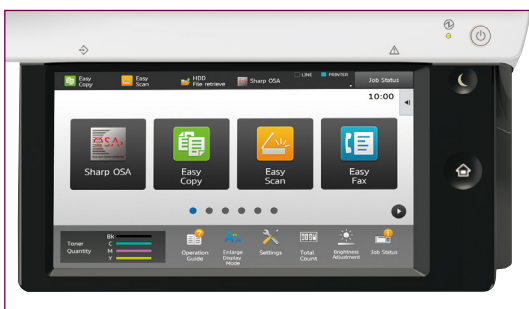 Easy
Copy
Easy
Scan
HDD
File retrieve
Sharp OSA
LINE
PRINTER
Job Status
10:00
OSA
Sharp OSA
Easy
Copy
Easy
Scan
Easy
Fax
Toner
Quantity
Bk
C
M
Y
Operation
Guide
Enlarge
Display
Mode
Settings
Total
Count
Brightness
Adjustment
Job Status